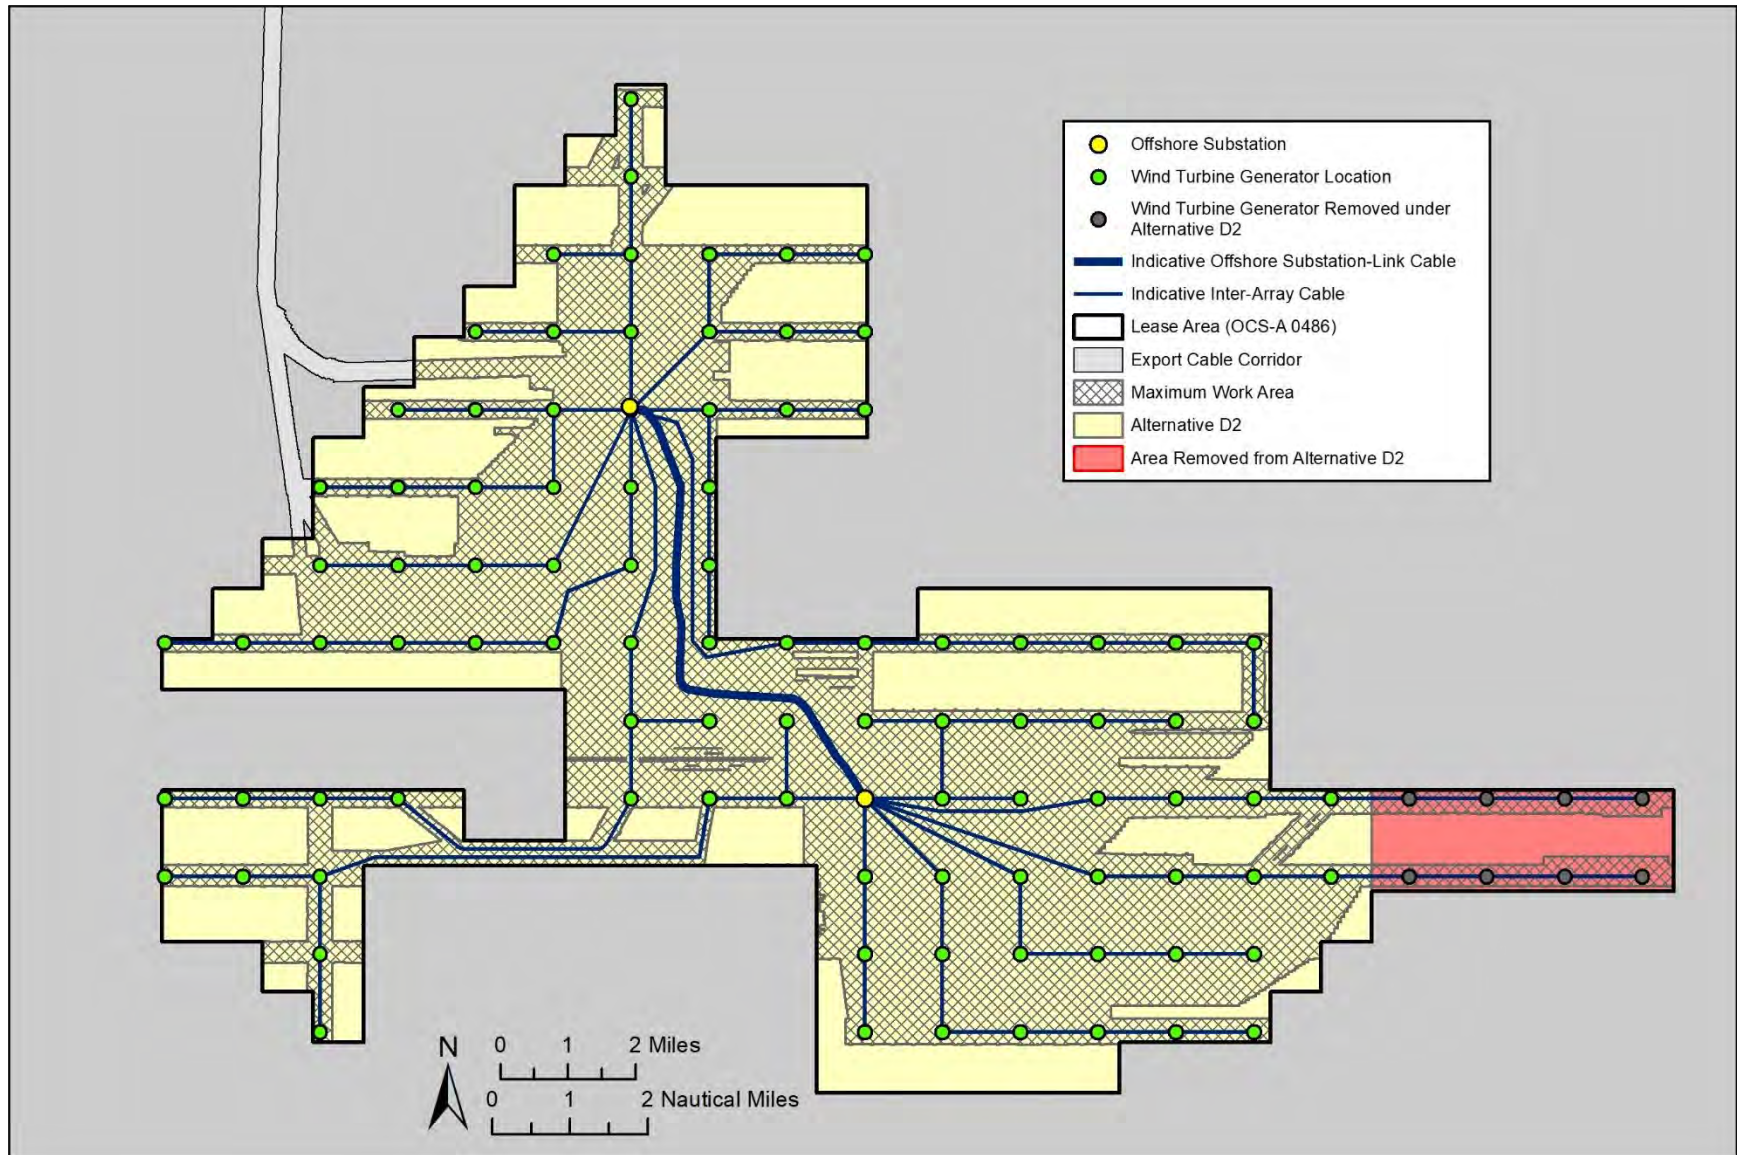 Offshore Substation
Wind Turbine Generator Location
Wind Turbine Generator Removed under
Alternative D2
Indicative Offshore Substation-Link Cable
Indicative Inter-Array Cable
Lease Area (OCS-A 0486)
Export Cable Corridor
Maximum Work Area
Alternative D2
Area Removed from Alternative D2
N
0 1 2 Miles
0 1 2 Nautical Miles